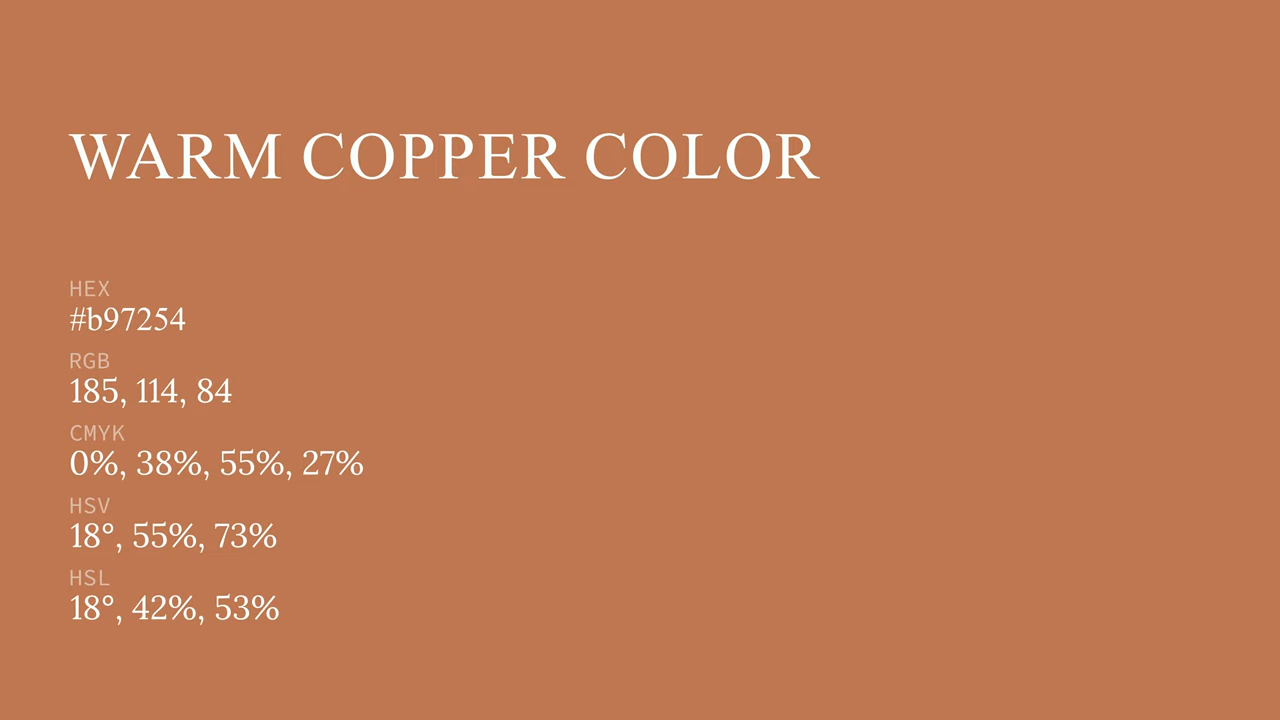 WARM COPPER COLOR
HEX
#b97254
RGB
185, 114, 84
CMYK
0%, 38%, 55%, 27%
HSV
18°, 55%, 73%
HSL
18°, 42%, 53%